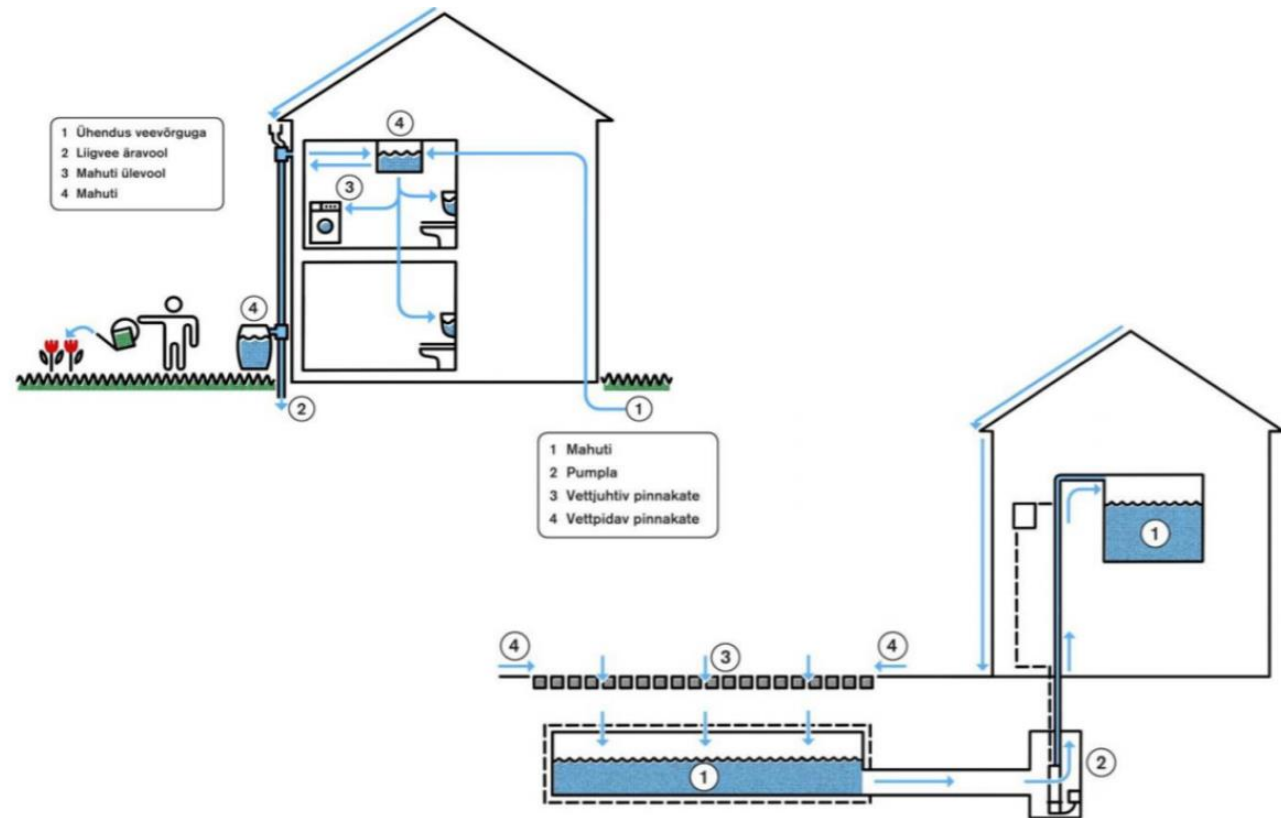 1 Ühendus veevõrguga
2 Liigvee äravool
3 Mahuti ülevool
4 Mahuti
4
3
4
2
1
1 Mahuti
2 Pumpla
3 Vettjuhtiv pinnakate
4 Vettpidav pinnakate
1
4
3
4
1
2